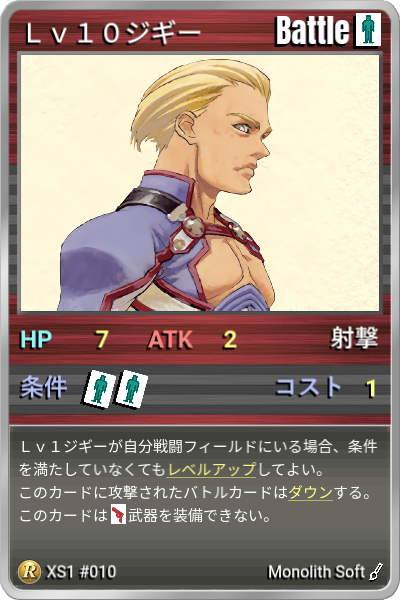 Ｌｖ１０ジギー
Battle
HP 7 ATK 2 射撃
条件 コスト 1
Ｌｖ１ジギーが自分戦闘フィールドにいる場合、条件
を満たしていなくてもレベルアップしてよい。
このカードに攻撃されたバトルカードはダウンする。
このカードは武器を装備できない。
R XS1 #010 Monolith Soft